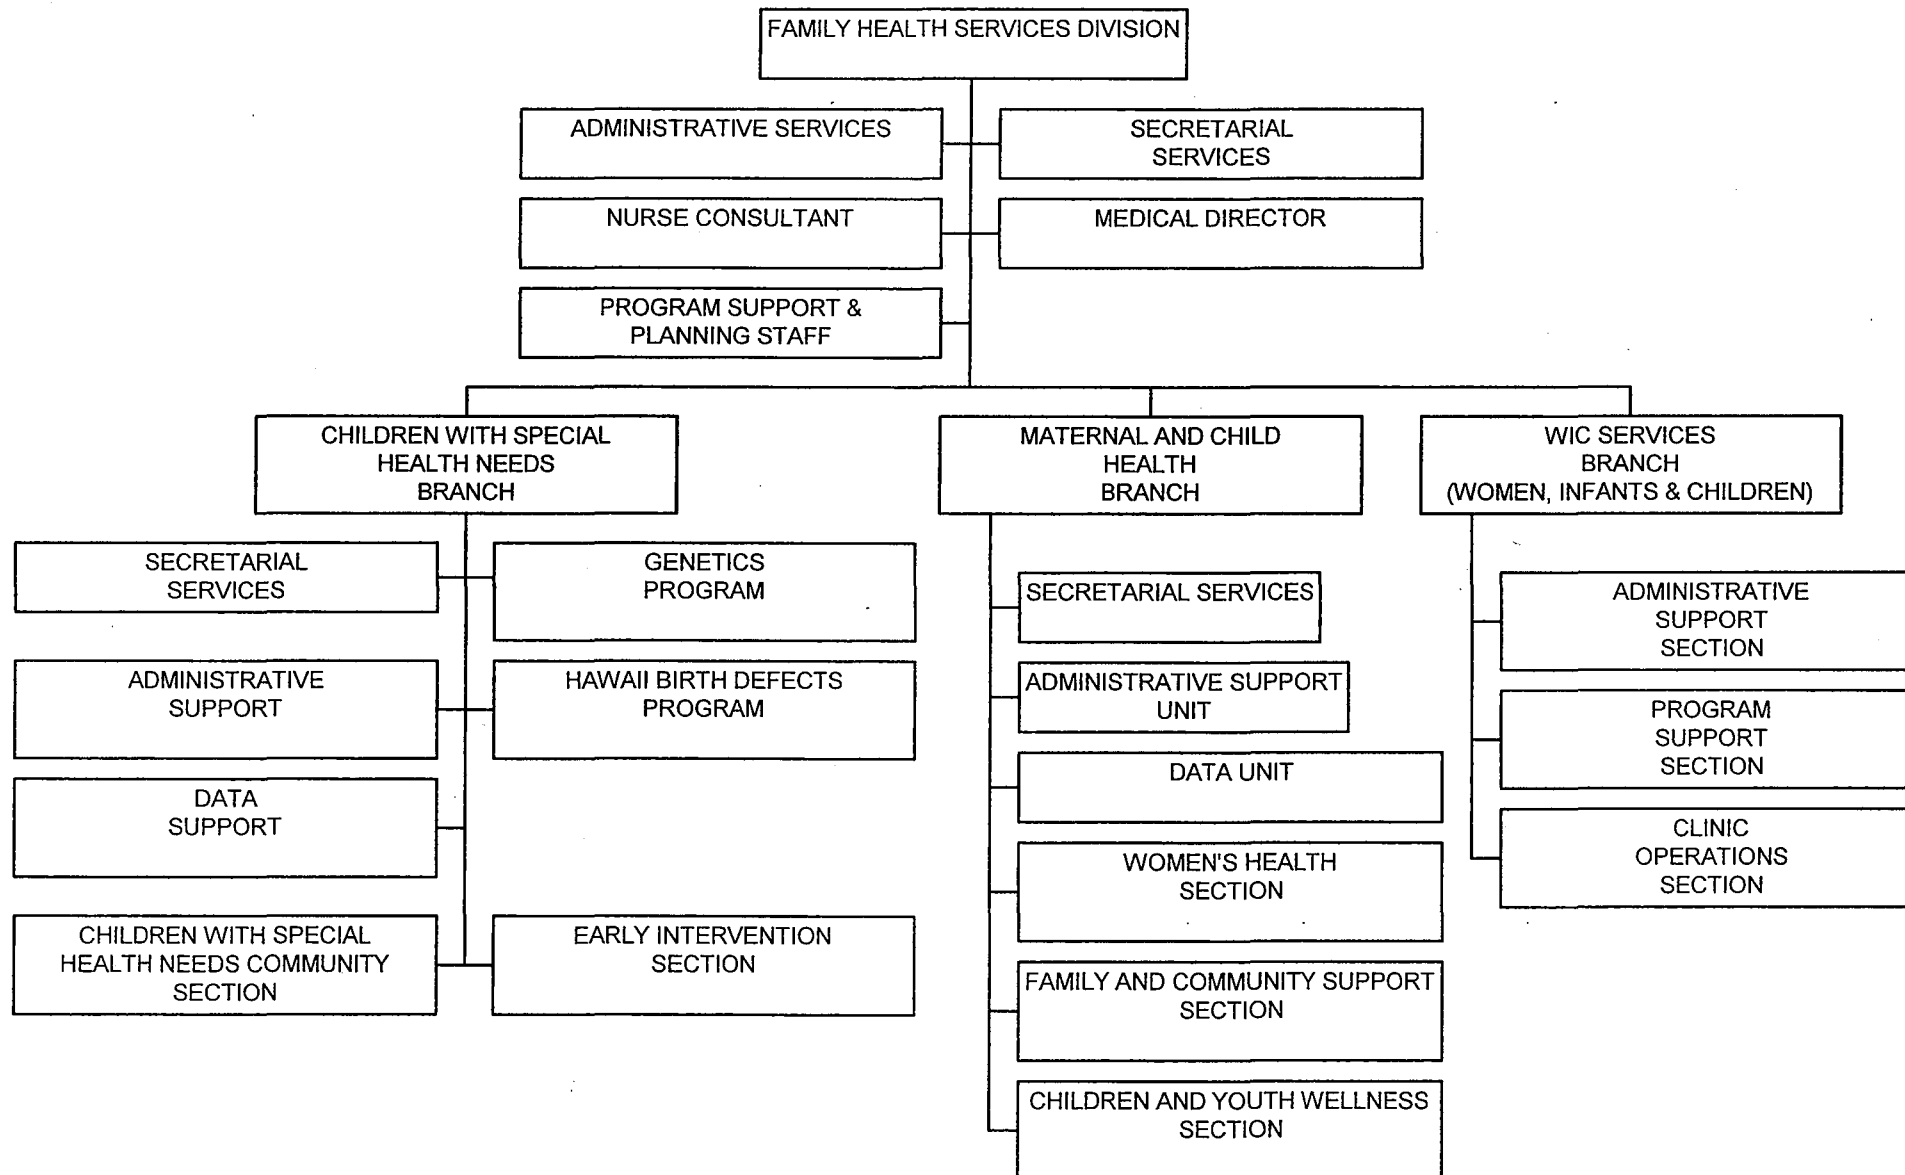 FAMILY HEALTH SERVICES DIVISION
ADMINISTRATIVE SERVICES
SECRETARIAL
SERVICES
NURSE CONSULTANT
MEDICAL DIRECTOR
PROGRAM SUPPORT &
PLANNING STAFF
CHILDREN WITH SPECIAL
HEALTH NEEDS
BRANCH
MATERNAL AND CHILD
HEALTH
BRANCH
WIC SERVICES
BRANCH
(WOMEN, INFANTS & CHILDREN)
SECRETARIAL
SERVICES
GENETICS
PROGRAM
ADMINISTRATIVE
SUPPORT
HAWAII BIRTH DEFECTS
PROGRAM
DATA
SUPPORT
CHILDREN WITH SPECIAL
HEALTH NEEDS COMMUNITY
SECTION
EARLY INTERVENTION
SECTION
SECRETARIAL SERVICES
ADMINISTRATIVE SUPPORT
UNIT
DATA UNIT
WOMEN'S HEALTH
SECTION
FAMILY AND COMMUNITY SUPPORT
SECTION
CHILDREN AND YOUTH WELLNESS
SECTION
ADMINISTRATIVE
SUPPORT
SECTION
PROGRAM
SUPPORT
SECTION
CLINIC
OPERATIONS
SECTION